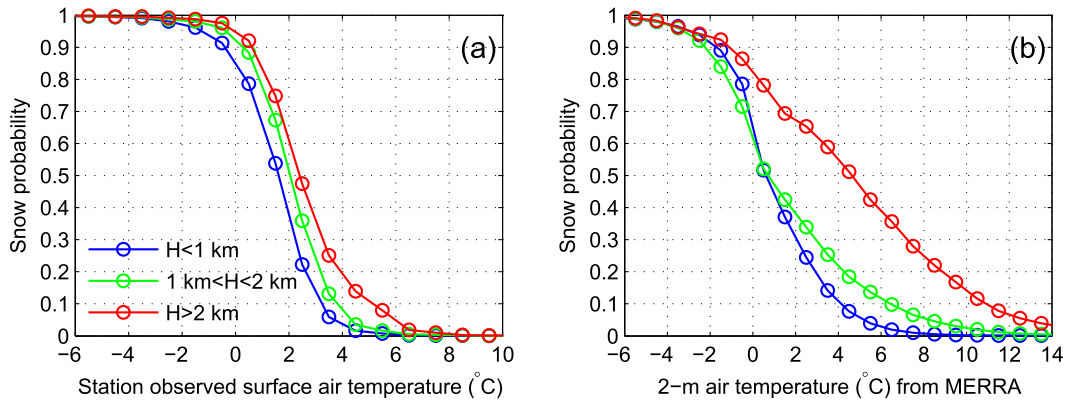 (a)
Snow probability
1
0.9
0.8
0.7
0.6
0.5
0.4
0.3
0.2
0.1
0
H<1 km
1 km<H<2 km
H>2 km
−6 −4 −2 0 2 4 6 8 10
Station observed surface air temperature (°C)
(b)
Snow probability
1
0.9
0.8
0.7
0.6
0.5
0.4
0.3
0.2
0.1
0
−6 −4 −2 0 2 4 6 8 10 12 14
2−m air temperature (°C) from MERRA